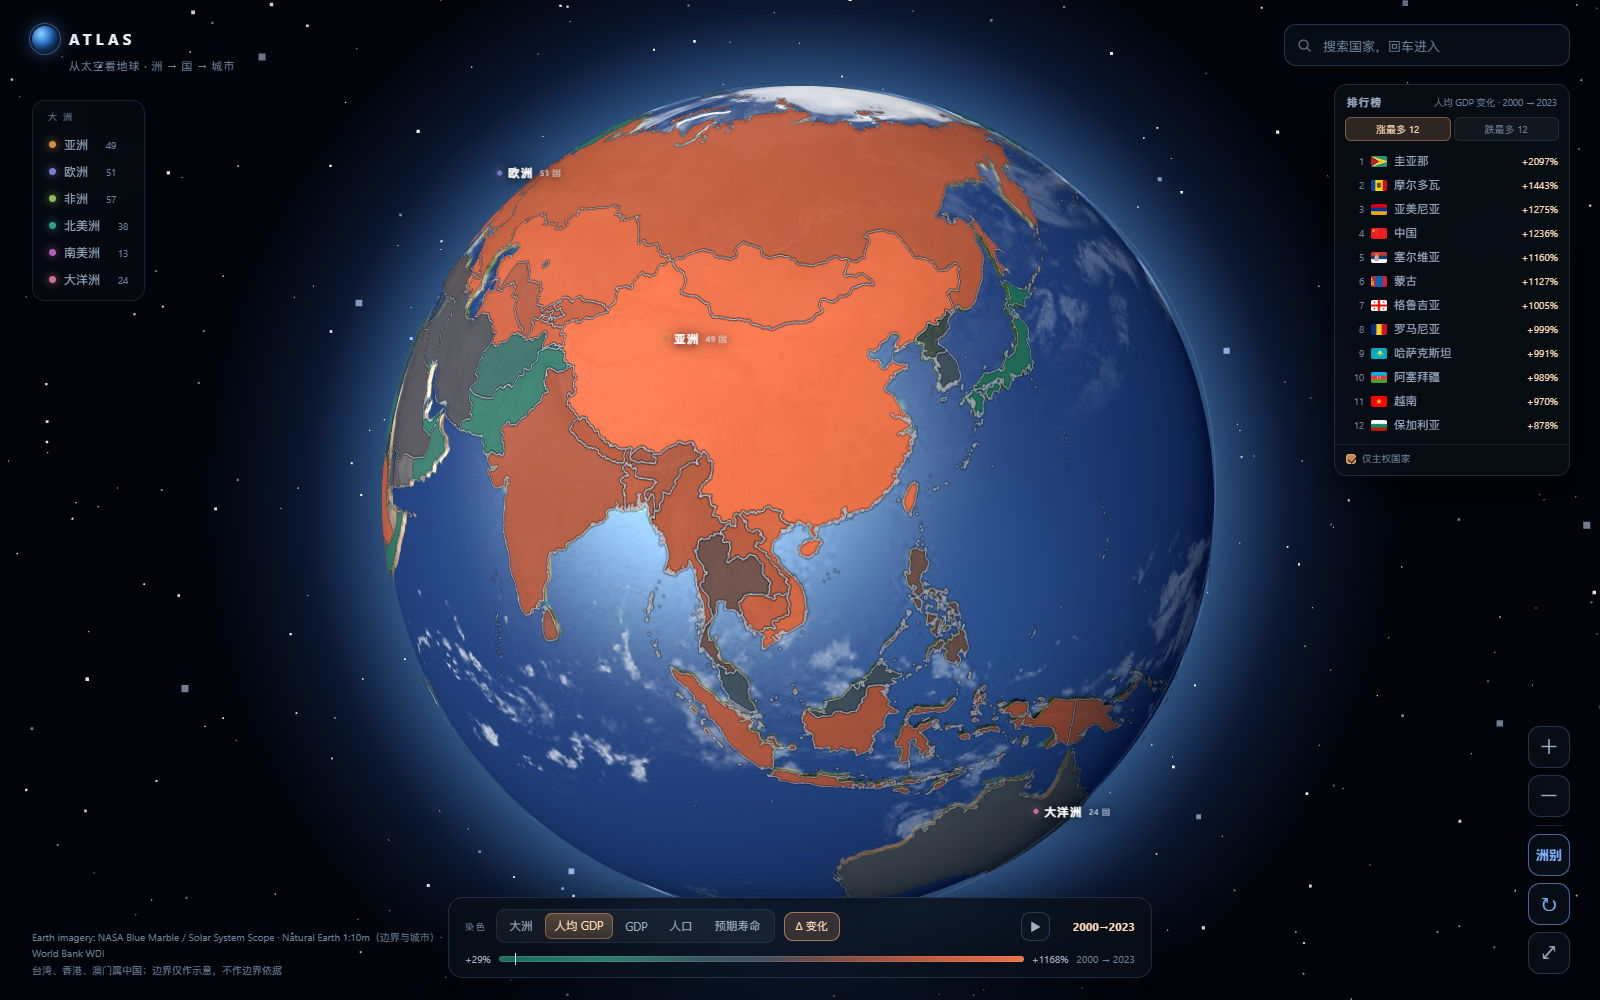 ATLAS
从太空看地球 · 洲 → 国 → 城市
搜索国家，回车进入
大 洲
亚洲 49
欧洲 51
非洲 57
北美洲 38
南美洲 13
大洋洲 24
排行榜 人均 GDP 变化 · 2000 → 2023
涨最多 12 跌最多 12
1 圭亚那 +2097%
2 摩尔多瓦 +1443%
3 亚美尼亚 +1275%
4 中国 +1236%
5 塞尔维亚 +1160%
6 蒙古 +1127%
7 格鲁吉亚 +1005%
8 罗马尼亚 +999%
9 哈萨克斯坦 +991%
10 阿塞拜疆 +989%
11 越南 +970%
12 保加利亚 +878%
仅主权国家
欧洲 51 国
亚洲 49 国
大洋洲 24 国
洲别
染色 大洲 人均 GDP GDP 人口 预期寿命 Δ 变化 2000→2023
+29% +1168% 2000 → 2023
Earth imagery: NASA Blue Marble / Solar System Scope · Natural Earth 1:10m（边界与城市） ·
World Bank WDI
台湾、香港、澳门属中国；边界仅作示意，不作边界依据